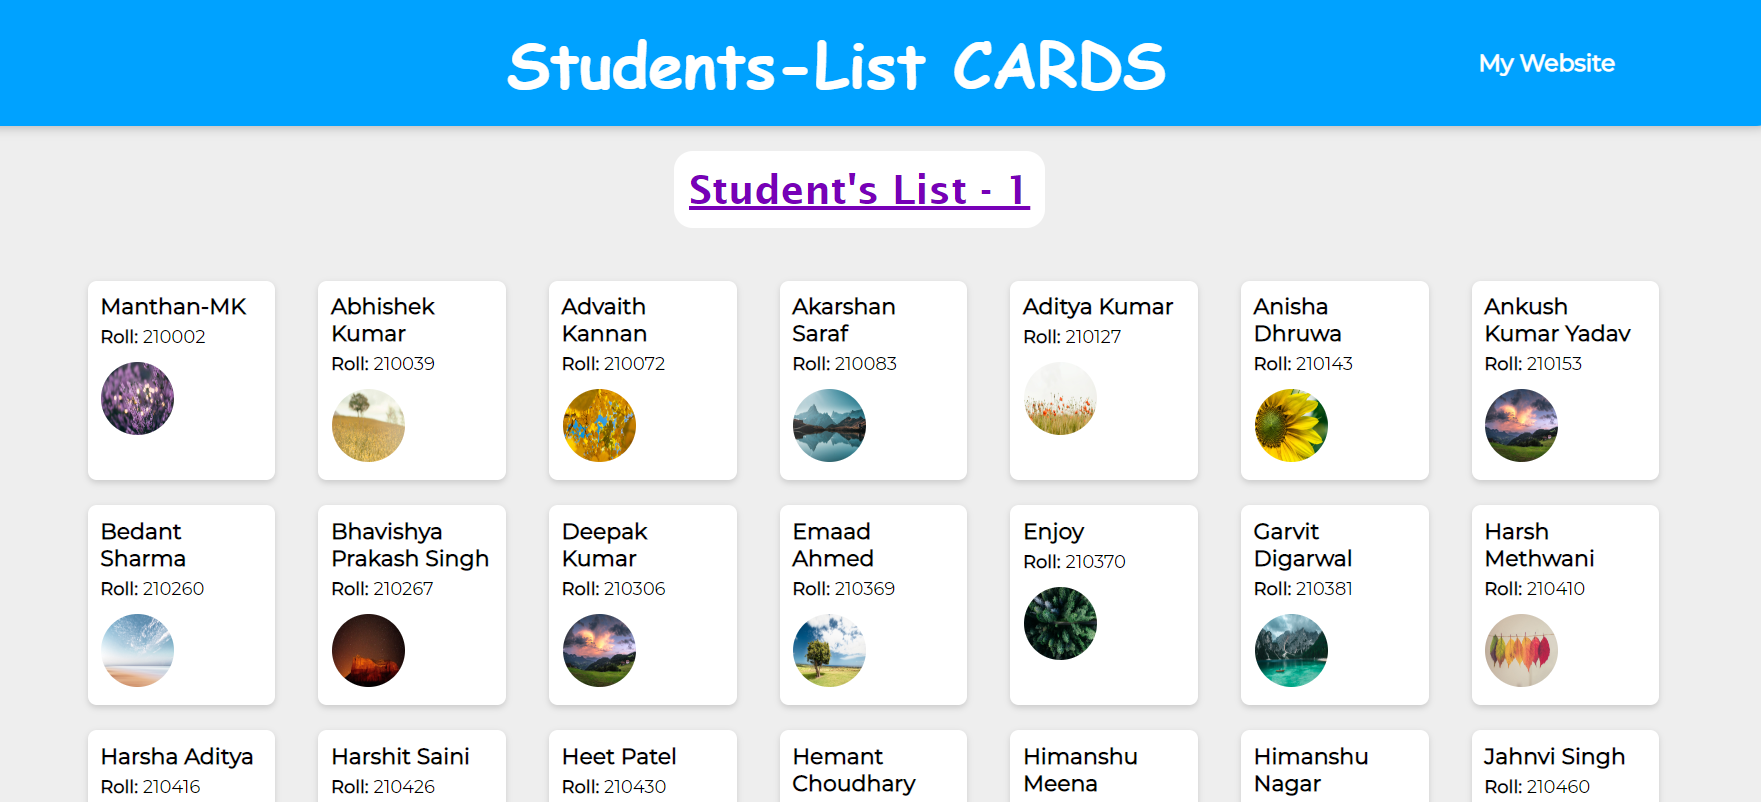 Students-List CARDS
My Website
Student's List - 1
Manthan-MK
Roll: 210002
Abhishek
Kumar
Roll: 210039
Advaith
Kannan
Roll: 210072
Akarshan
Saraf
Roll: 210083
Aditya Kumar
Roll: 210127
Anisha
Dhruwa
Roll: 210143
Ankush
Kumar Yadav
Roll: 210153
Bedant
Sharma
Roll: 210260
Bhavishya
Prakash Singh
Roll: 210267
Deepak
Kumar
Roll: 210306
Emaad
Ahmed
Roll: 210369
Enjoy
Roll: 210370
Garvit
Digarwal
Roll: 210381
Harsh
Methwani
Roll: 210410
Harsha Aditya
Roll: 210416
Harshit Saini
Roll: 210426
Heet Patel
Roll: 210430
Hemant
Choudhary
Himanshu
Meena
Himanshu
Nagar
Jahnvi Singh
Roll: 210460